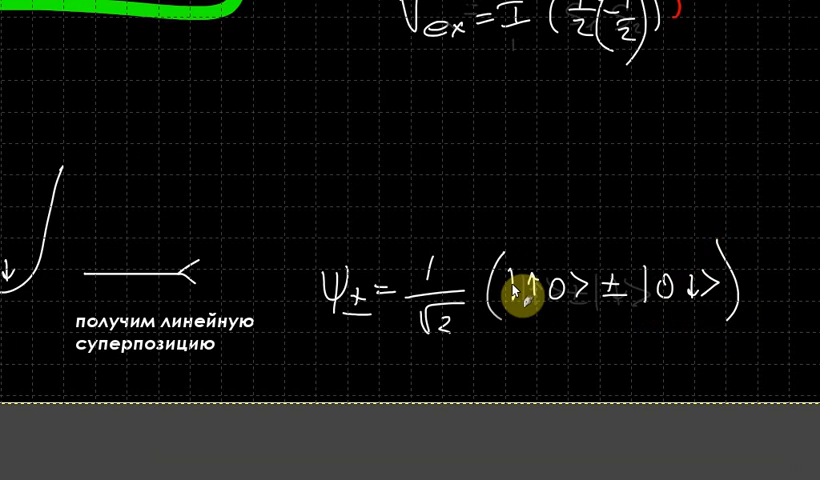 V_ex = I (1/2 (-1/2))
получим линейную
суперпозицию
ψ± = 1/√2 (|↑0> ± |0↓>)
↓